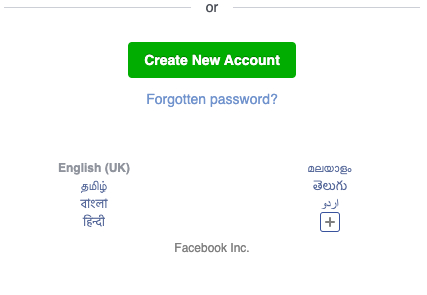 or
Create New Account
Forgotten password?
English (UK)
മലയാളം
தமிழ்
తెలుగు
বাংলা
اردو
हिन्दी
+
Facebook Inc.